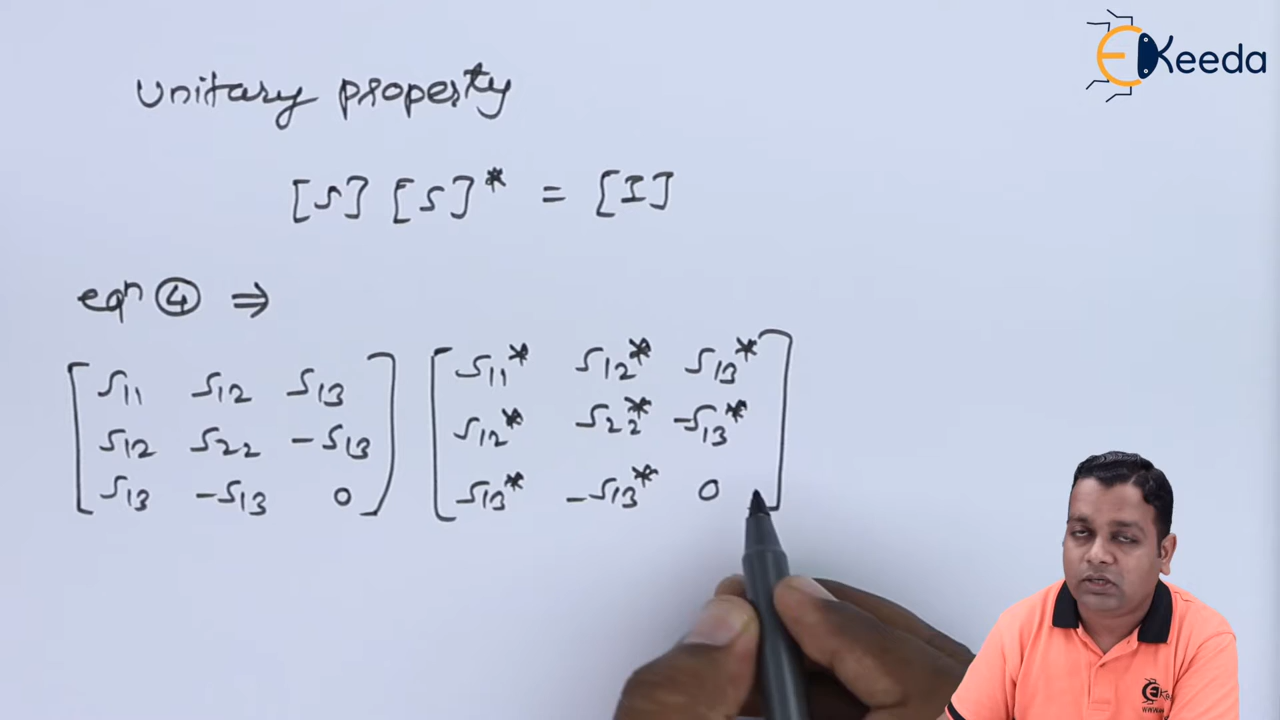 EKeeda
Unitary property
[S] [S]* = [I]
eqn ④ ⇒
[S11 S12 S13] [S11* S12* S13*]
[S12 S22 -S13] [S12* S22* -S13*]
[S13 -S13 0] [S13* -S13* 0]